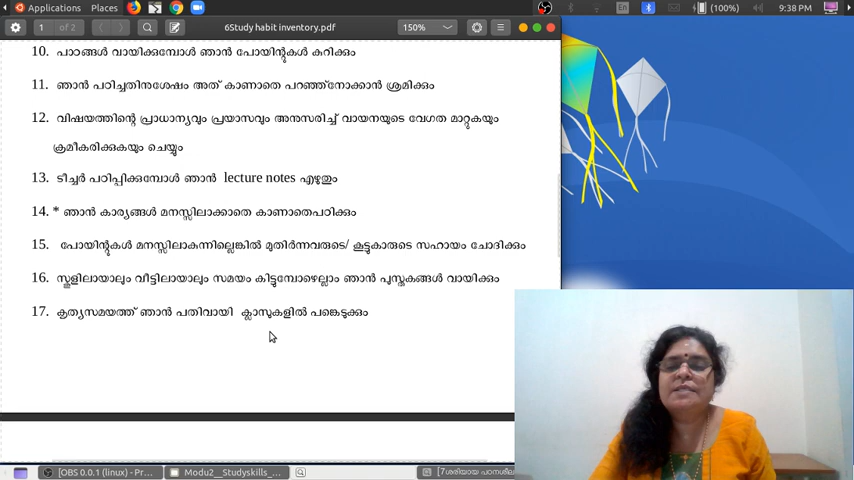 Applications Places En (100%) 9:38 PM
1 of 2 6Study habit inventory.pdf 150%
10. പാഠങ്ങൾ വായിക്കുമ്പോൾ ഞാൻ പോയിന്റുകൾ കുറിക്കും
11. ഞാൻ പഠിച്ചതിനുശേഷം അത് കാണാതെ പറഞ്ഞ്നോക്കാൻ ശ്രമിക്കും
12. വിഷയത്തിന്റെ പ്രാധാന്യവും പ്രയാസവും അനുസരിച്ച് വായനയുടെ വേഗത മാറ്റുകയും
ക്രമീകരിക്കുകയും ചെയ്യും
13. ടീച്ചർ പഠിപ്പിക്കുമ്പോൾ ഞാൻ lecture notes എഴുതും
14. * ഞാൻ കാര്യങ്ങൾ മനസ്സിലാക്കാതെ കാണാതെപഠിക്കും
15. പോയിന്റുകൾ മനസ്സിലാകുന്നില്ലെങ്കിൽ മുതിർന്നവരുടെ/ കൂട്ടുകാരുടെ സഹായം ചോദിക്കും
16. സ്കൂളിലായാലും വീട്ടിലായാലും സമയം കിട്ടുമ്പോഴെല്ലാം ഞാൻ പുസ്തകങ്ങൾ വായിക്കും
17. കൃത്യസമയത്ത് ഞാൻ പതിവായി ക്ലാസുകളിൽ പങ്കെടുക്കും
[OBS 0.0.1 (linux) - Pr... Modu2__Studyskills_... [7ശരിയായ പഠനശീല